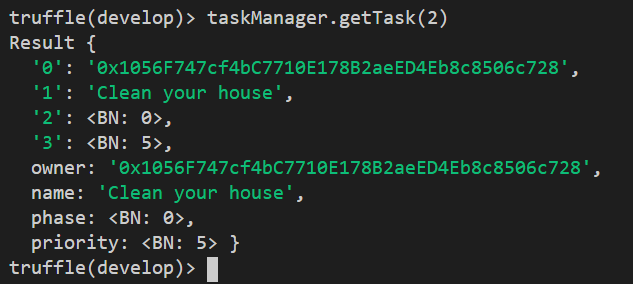 truffle(develop)> taskManager.getTask(2)
Result {
'0': '0x1056F747cf4bC7710E178B2aeED4Eb8c8506c728',
'1': 'Clean your house',
'2': <BN: 0>,
'3': <BN: 5>,
owner: '0x1056F747cf4bC7710E178B2aeED4Eb8c8506c728',
name: 'Clean your house',
phase: <BN: 0>,
priority: <BN: 5> }
truffle(develop)>